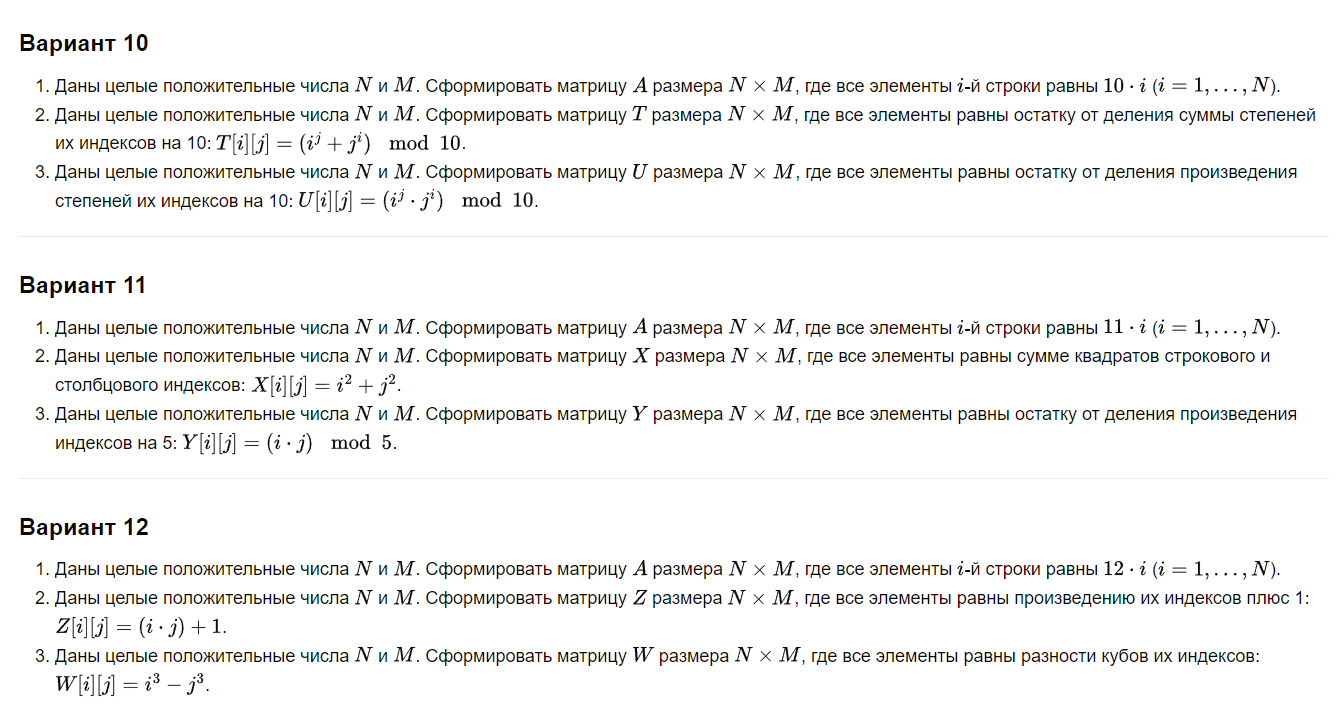 Вариант 10
1. Даны целые положительные числа N и M. Сформировать матрицу A размера N × M, где все элементы i-й строки равны 10 · i (i = 1, . . . , N).
2. Даны целые положительные числа N и M. Сформировать матрицу T размера N × M, где все элементы равны остатку от деления суммы степеней
их индексов на 10: T[i][j] = (i^j + j^i) mod 10.
3. Даны целые положительные числа N и M. Сформировать матрицу U размера N × M, где все элементы равны остатку от деления произведения
степеней их индексов на 10: U[i][j] = (i^j · j^i) mod 10.
Вариант 11
1. Даны целые положительные числа N и M. Сформировать матрицу A размера N × M, где все элементы i-й строки равны 11 · i (i = 1, . . . , N).
2. Даны целые положительные числа N и M. Сформировать матрицу X размера N × M, где все элементы равны сумме квадратов строкового и
столбцового индексов: X[i][j] = i² + j².
3. Даны целые положительные числа N и M. Сформировать матрицу Y размера N × M, где все элементы равны остатку от деления произведения
индексов на 5: Y[i][j] = (i · j) mod 5.
Вариант 12
1. Даны целые положительные числа N и M. Сформировать матрицу A размера N × M, где все элементы i-й строки равны 12 · i (i = 1, . . . , N).
2. Даны целые положительные числа N и M. Сформировать матрицу Z размера N × M, где все элементы равны произведению их индексов плюс 1:
Z[i][j] = (i · j) + 1.
3. Даны целые положительные числа N и M. Сформировать матрицу W размера N × M, где все элементы равны разности кубов их индексов:
W[i][j] = i³ − j³.